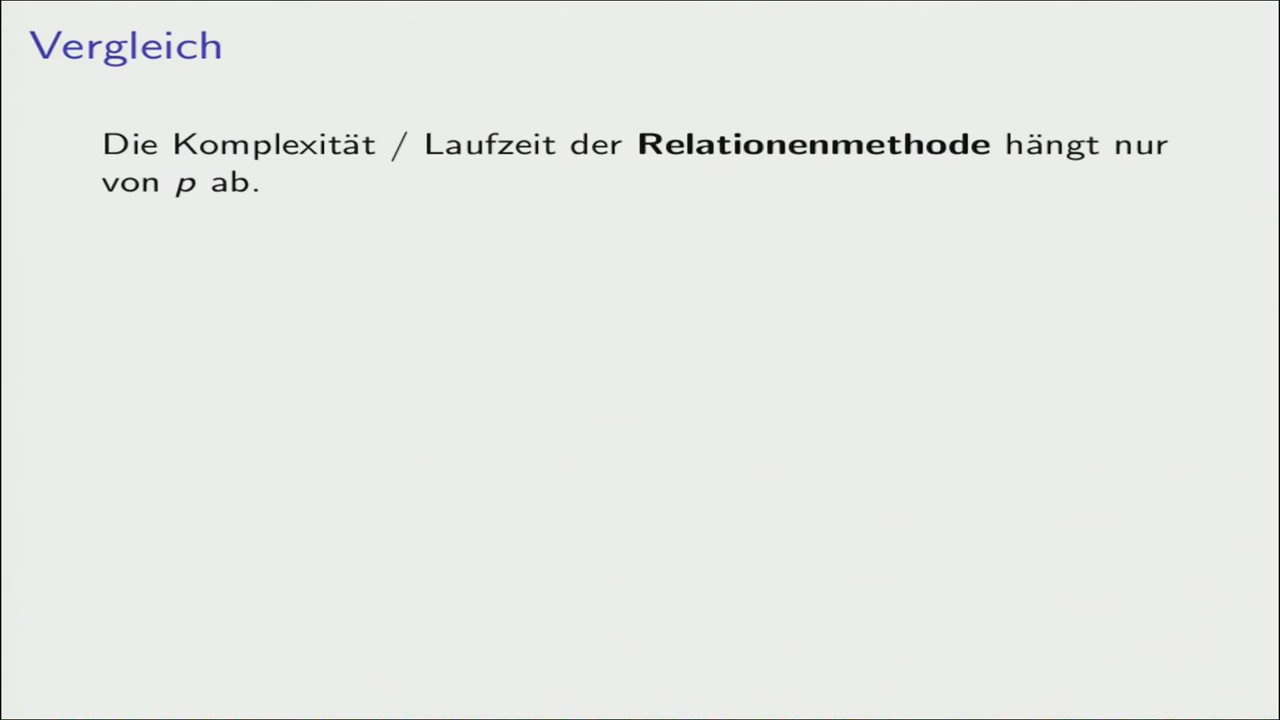 Vergleich
Die Komplexität / Laufzeit der Relationenmethode hängt nur
von p ab.